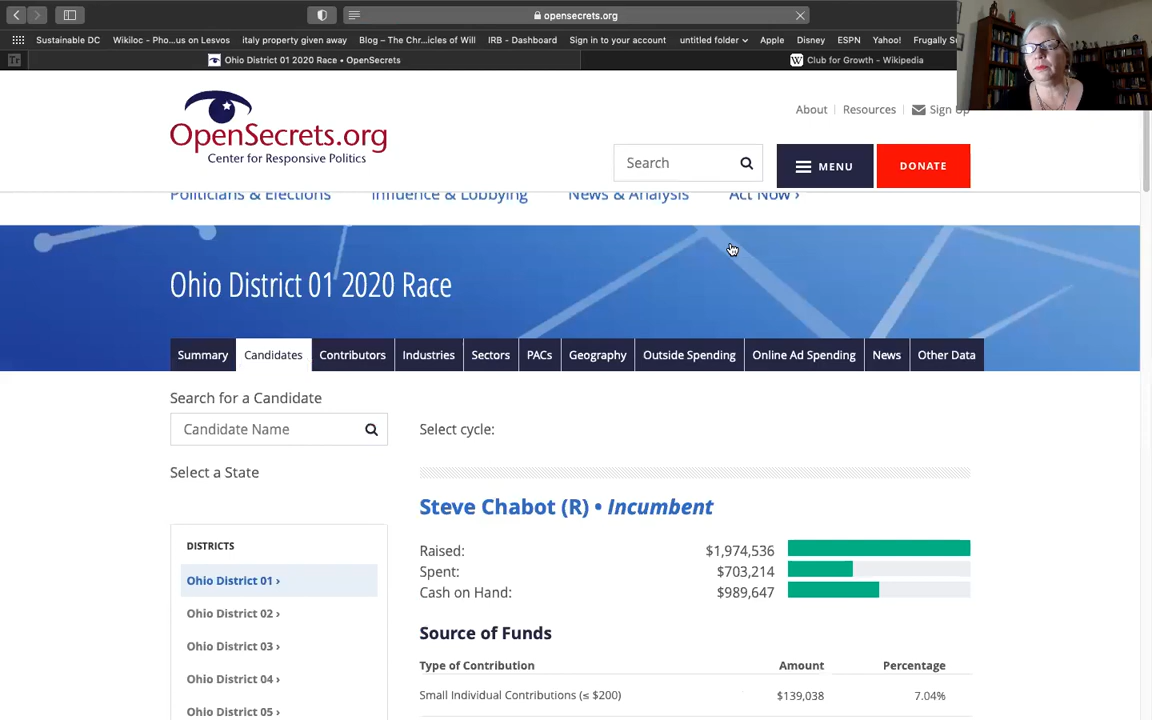 opensecrets.org
Sustainable DC
Wikiloc - Pho...us on Lesvos
italy property given away
Blog – The Chr...icles of Will
IRB - Dashboard
Sign in to your account
untitled folder
Apple
Disney
ESPN
Yahoo!
Frugally S
Ohio District 01 2020 Race • OpenSecrets
W Club for Growth - Wikipedia
OpenSecrets.org
Center for Responsive Politics
About
Resources
Sign Up
Search
MENU
DONATE
Politicians & Elections
Influence & Lobbying
News & Analysis
Act Now ›
Ohio District 01 2020 Race
Summary
Candidates
Contributors
Industries
Sectors
PACs
Geography
Outside Spending
Online Ad Spending
News
Other Data
Search for a Candidate
Candidate Name
Select a State
DISTRICTS
Ohio District 01 ›
Ohio District 02 ›
Ohio District 03 ›
Ohio District 04 ›
Ohio District 05 ›
Select cycle:
Steve Chabot (R) • Incumbent
Raised: $1,974,536
Spent: $703,214
Cash on Hand: $989,647
Source of Funds
Type of Contribution Amount Percentage
Small Individual Contributions (≤ $200) $139,038 7.04%